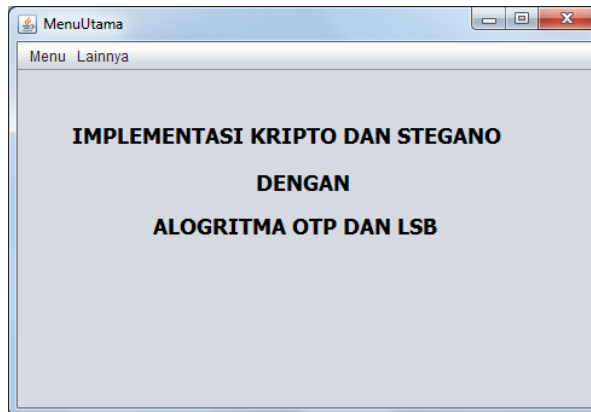 MenuUtama
Menu Lainnya
IMPLEMENTASI KRIPTO DAN STEGANO
DENGAN
ALOGRITMA OTP DAN LSB